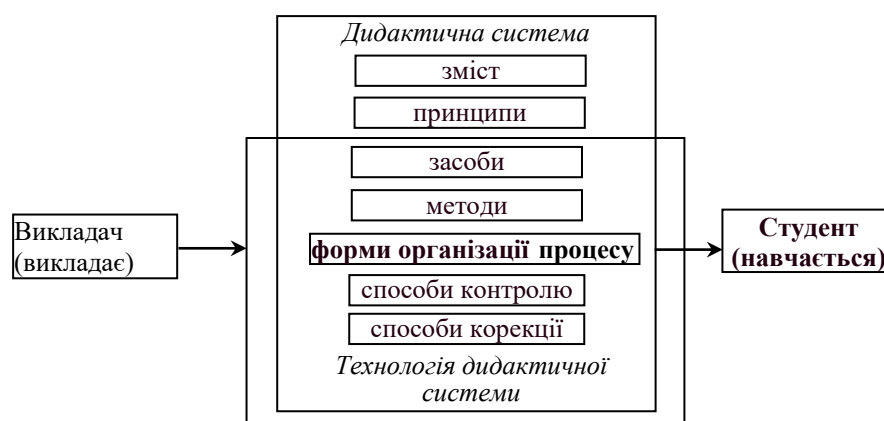 Дидактична система
зміст
принципи
засоби
методи
Викладач
(викладає)
форми організації процесу
Студент
(навчається)
способи контролю
способи корекції
Технологія дидактичної
системи